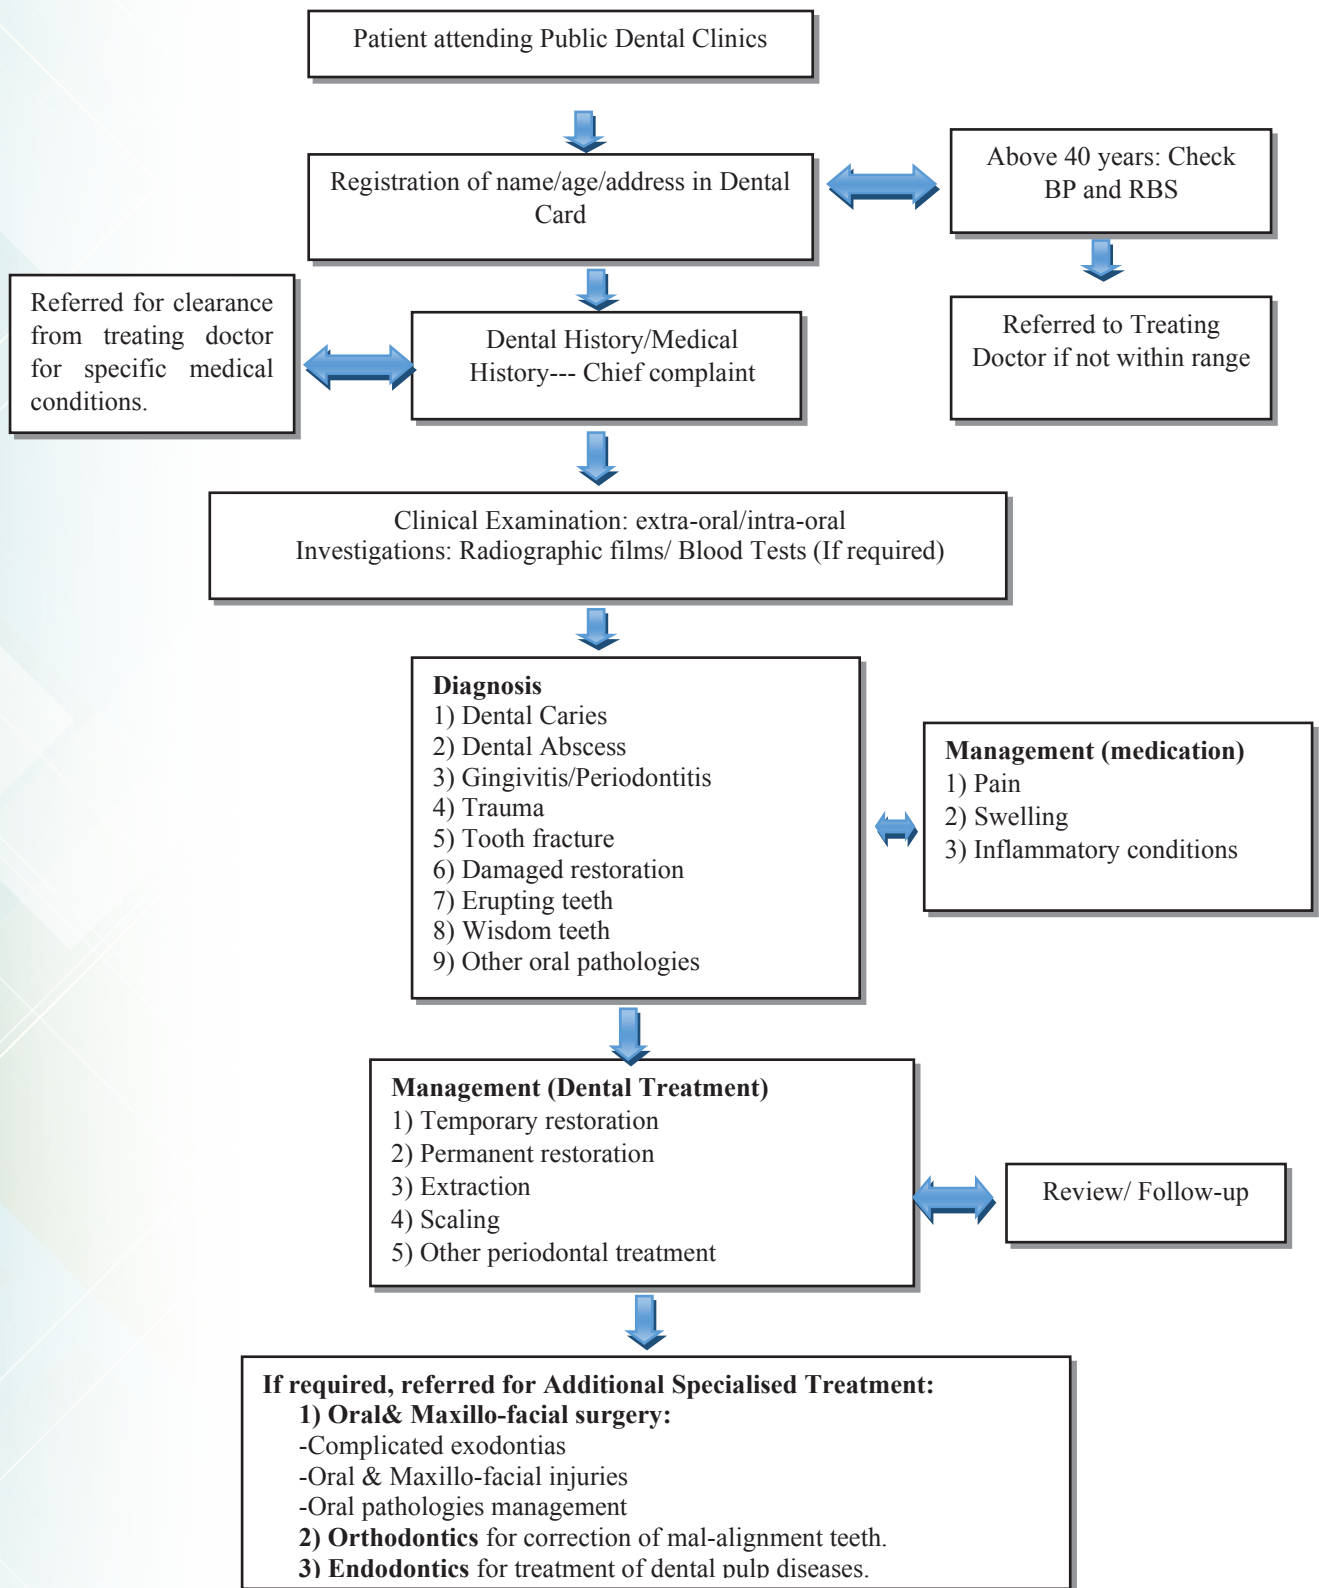 Patient attending Public Dental Clinics
Registration of name/age/address in Dental
Card
Above 40 years: Check
BP and RBS
Referred to Treating
Doctor if not within range
Referred for clearance
from treating doctor
for specific medical
conditions.
Dental History/Medical
History--- Chief complaint
Clinical Examination: extra-oral/intra-oral
Investigations: Radiographic films/ Blood Tests (If required)
Diagnosis
1) Dental Caries
2) Dental Abscess
3) Gingivitis/Periodontitis
4) Trauma
5) Tooth fracture
6) Damaged restoration
7) Erupting teeth
8) Wisdom teeth
9) Other oral pathologies
Management (medication)
1) Pain
2) Swelling
3) Inflammatory conditions
Management (Dental Treatment)
1) Temporary restoration
2) Permanent restoration
3) Extraction
4) Scaling
5) Other periodontal treatment
Review/ Follow-up
If required, referred for Additional Specialised Treatment:
1) Oral& Maxillo-facial surgery:
-Complicated exodontias
-Oral & Maxillo-facial injuries
-Oral pathologies management
2) Orthodontics for correction of mal-alignment teeth.
3) Endodontics for treatment of dental pulp diseases.